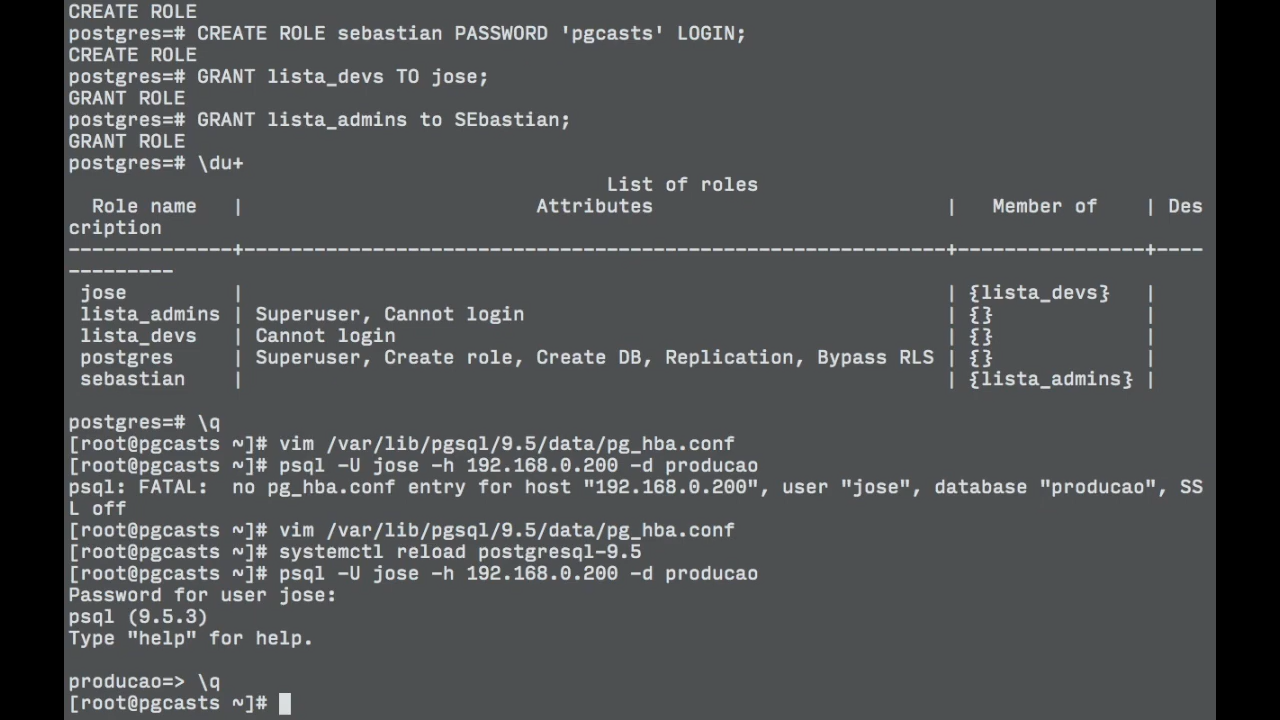 CREATE ROLE
postgres=# CREATE ROLE sebastian PASSWORD 'pgcasts' LOGIN;
CREATE ROLE
postgres=# GRANT lista_devs TO jose;
GRANT ROLE
postgres=# GRANT lista_admins to SEbastian;
GRANT ROLE
postgres=# \du+
List of roles
Role name | Attributes | Member of | Des
cription
--------------+------------------------------------------------------------+----------------+----
---------
jose | | {lista_devs} |
lista_admins | Superuser, Cannot login | {} |
lista_devs | Cannot login | {} |
postgres | Superuser, Create role, Create DB, Replication, Bypass RLS | {} |
sebastian | | {lista_admins} |
postgres=# \q
[root@pgcasts ~]# vim /var/lib/pgsql/9.5/data/pg_hba.conf
[root@pgcasts ~]# psql -U jose -h 192.168.0.200 -d producao
psql: FATAL:  no pg_hba.conf entry for host "192.168.0.200", user "jose", database "producao", SS
L off
[root@pgcasts ~]# vim /var/lib/pgsql/9.5/data/pg_hba.conf
[root@pgcasts ~]# systemctl reload postgresql-9.5
[root@pgcasts ~]# psql -U jose -h 192.168.0.200 -d producao
Password for user jose:
psql (9.5.3)
Type "help" for help.
producao=> \q
[root@pgcasts ~]#